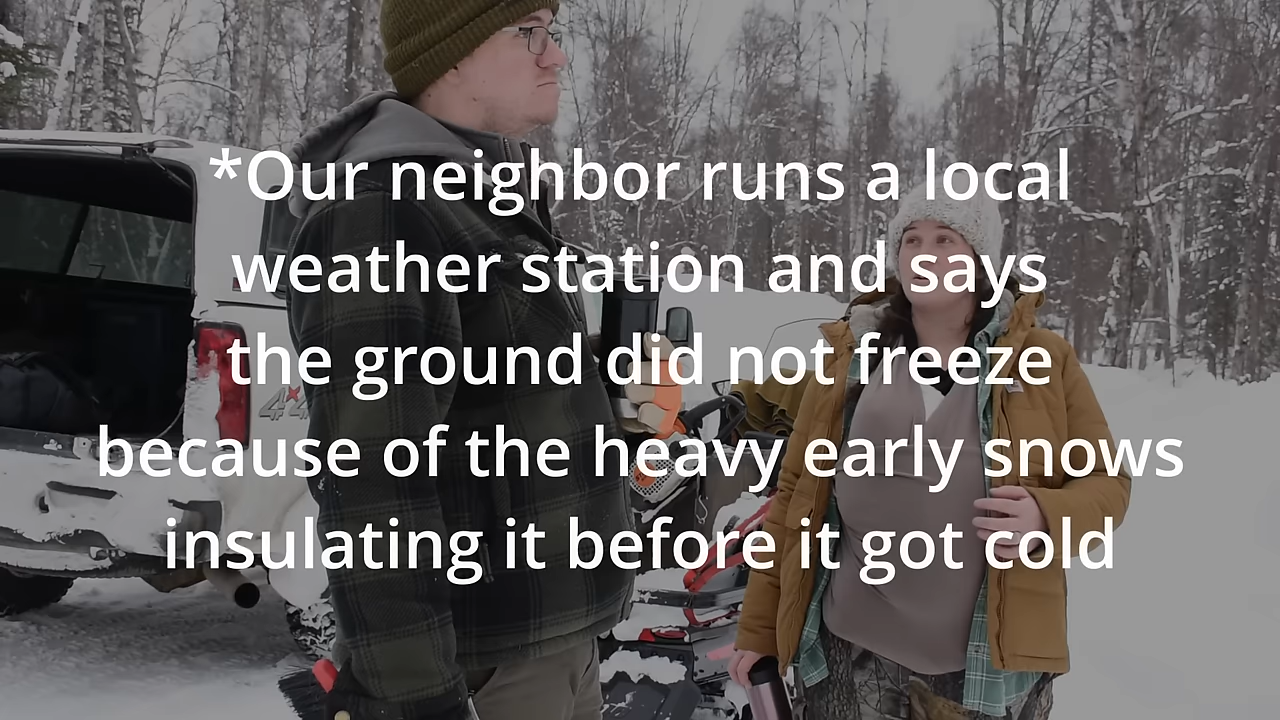 *Our neighbor runs a local
weather station and says
the ground did not freeze
because of the heavy early snows
insulating it before it got cold
4x4